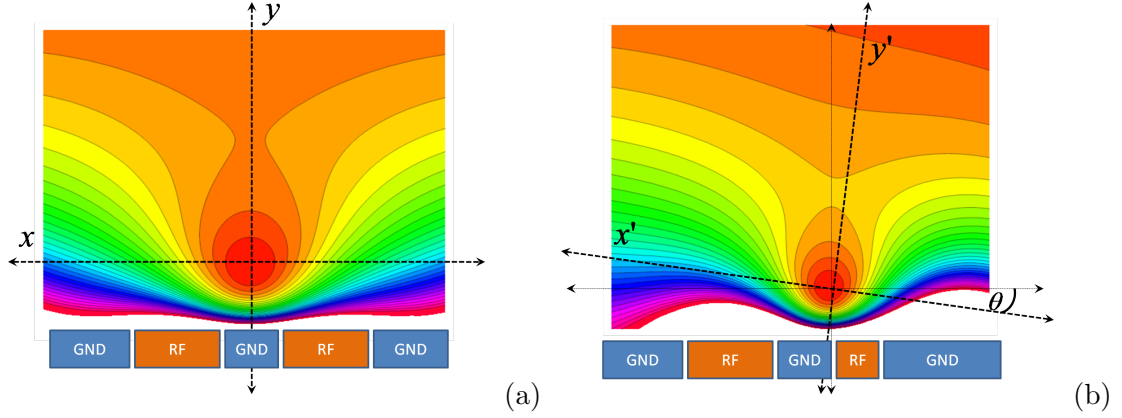 y
x
GND RF GND RF GND
(a)
y'
x'
θ
GND RF GND RF GND
(b)